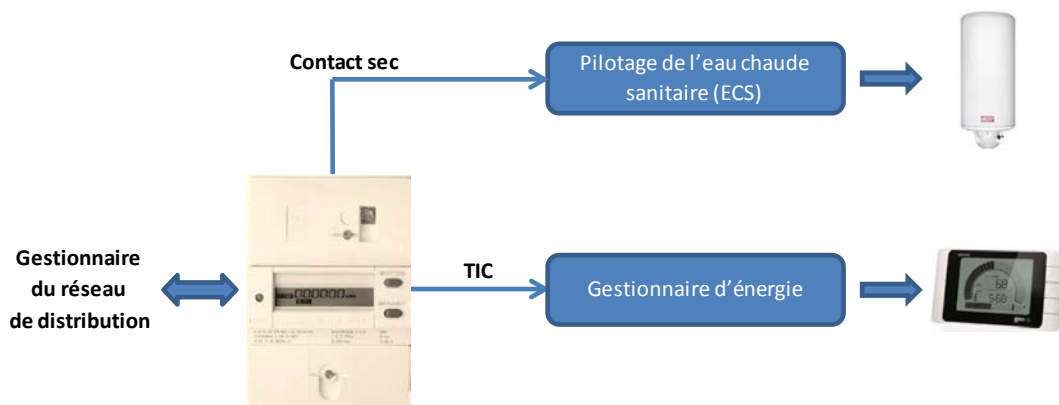 Contact sec
Pilotage de l'eau chaude
sanitaire (ECS)
Gestionnaire
du réseau
de distribution
TIC
Gestionnaire d'énergie